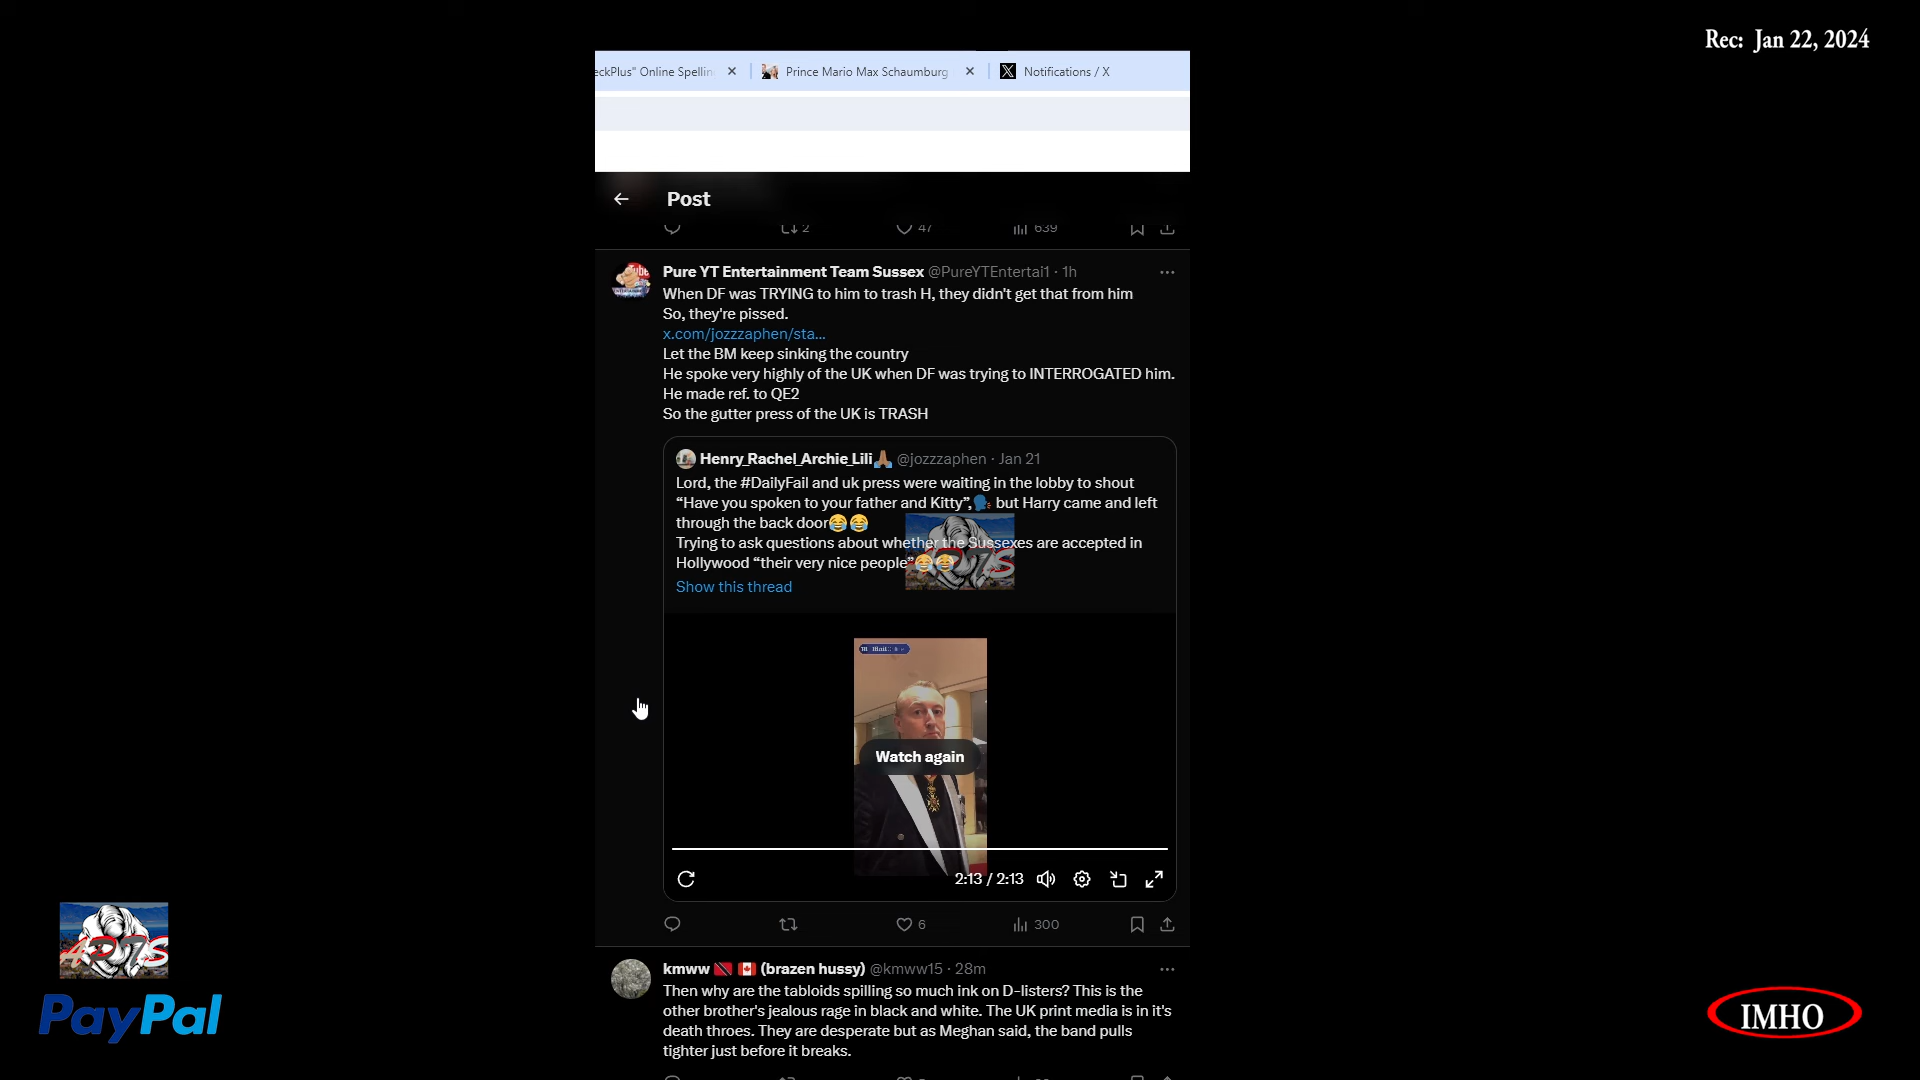 Rec: Jan 22, 2024
eckPlus" Online Spellin
Prince Mario Max Schaumburg
Notifications / X
Post
2
47
639
Pure YT Entertainment Team Sussex @PureYTEntertai1 · 1h
When DF was TRYING to him to trash H, they didn't get that from him
So, they're pissed.
x.com/jozzzaphen/sta...
Let the BM keep sinking the country
He spoke very highly of the UK when DF was trying to INTERROGATED him.
He made ref. to QE2
So the gutter press of the UK is TRASH
Henry_Rachel_Archie_Lili🙏🏾 @jozzzaphen · Jan 21
Lord, the #DailyFail and uk press were waiting in the lobby to shout
“Have you spoken to your father and Kitty”,🗣️ but Harry came and left
through the back door😂😂
Trying to ask questions about whether the Sussexes are accepted in
Hollywood “their very nice people”😂😂
Show this thread
Watch again
2:13 / 2:13
6
300
kmww 🇹🇹 🇨🇦 (brazen hussy) @kmww15 · 28m
Then why are the tabloids spilling so much ink on D-listers? This is the
other brother's jealous rage in black and white. The UK print media is in it's
death throes. They are desperate but as Meghan said, the band pulls
tighter just before it breaks.
PayPal
IMHO